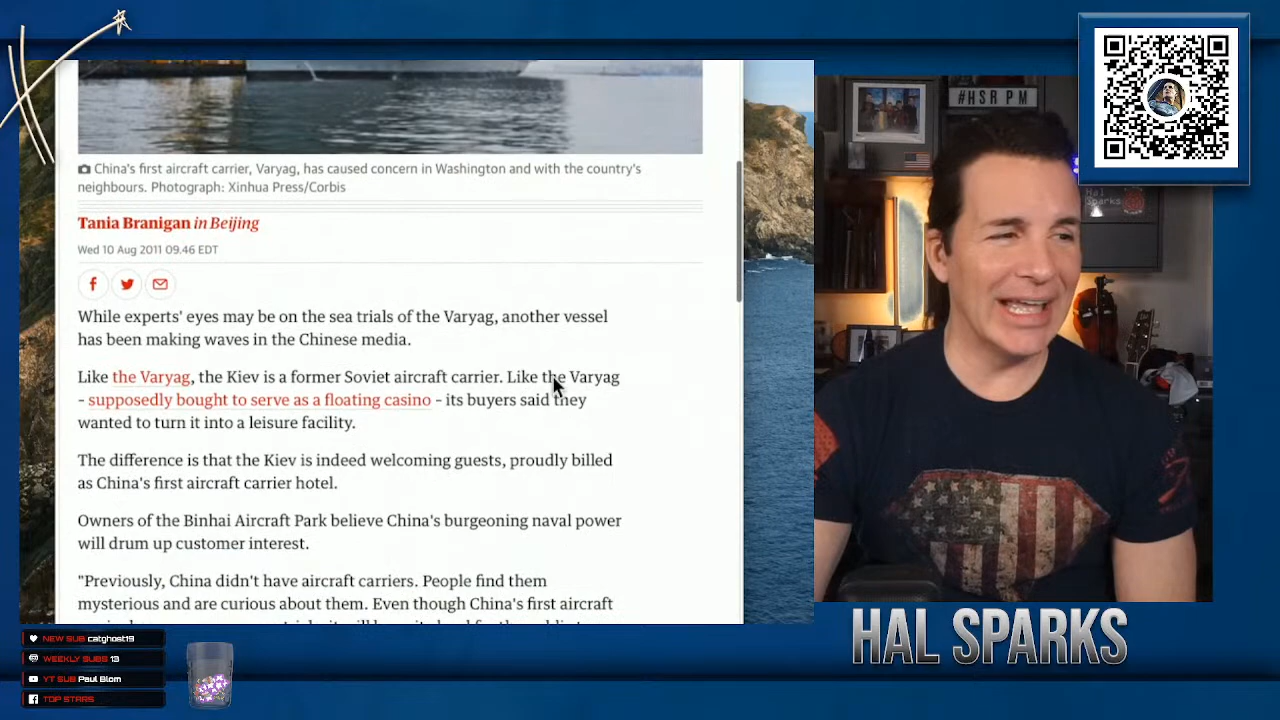 China's first aircraft carrier, Varyag, has caused concern in Washington and with the country's
neighbours. Photograph: Xinhua Press/Corbis
Tania Branigan in Beijing
Wed 10 Aug 2011 09.46 EDT
While experts' eyes may be on the sea trials of the Varyag, another vessel
has been making waves in the Chinese media.
Like the Varyag, the Kiev is a former Soviet aircraft carrier. Like the Varyag
- supposedly bought to serve as a floating casino - its buyers said they
wanted to turn it into a leisure facility.
The difference is that the Kiev is indeed welcoming guests, proudly billed
as China's first aircraft carrier hotel.
Owners of the Binhai Aircraft Park believe China's burgeoning naval power
will drum up customer interest.
"Previously, China didn't have aircraft carriers. People find them
mysterious and are curious about them. Even though China's first aircraft
#HSRPM
Hal
Sparks
HAL SPARKS
NEW SUB catghost19
WEEKLY SUBS 13
YT SUB Paul Blom
TOP STARS